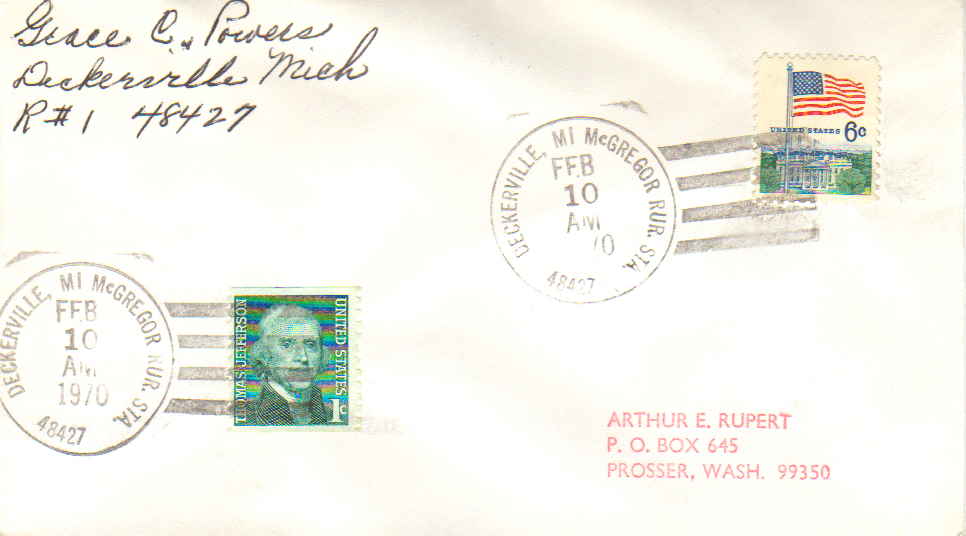 Grace C. Powers
Deckerville Mich
R#1 48427
DECKERVILLE, MI McGREGOR RUR. STA.
FEB
10
AM
70
48427
UNITED STATES 6c
DECKERVILLE, MI McGREGOR RUR. STA.
FEB
10
AM
1970
48427
THOMAS JEFFERSON
UNITED STATES
1c
ARTHUR E. RUPERT
P. O. BOX 645
PROSSER, WASH. 99350